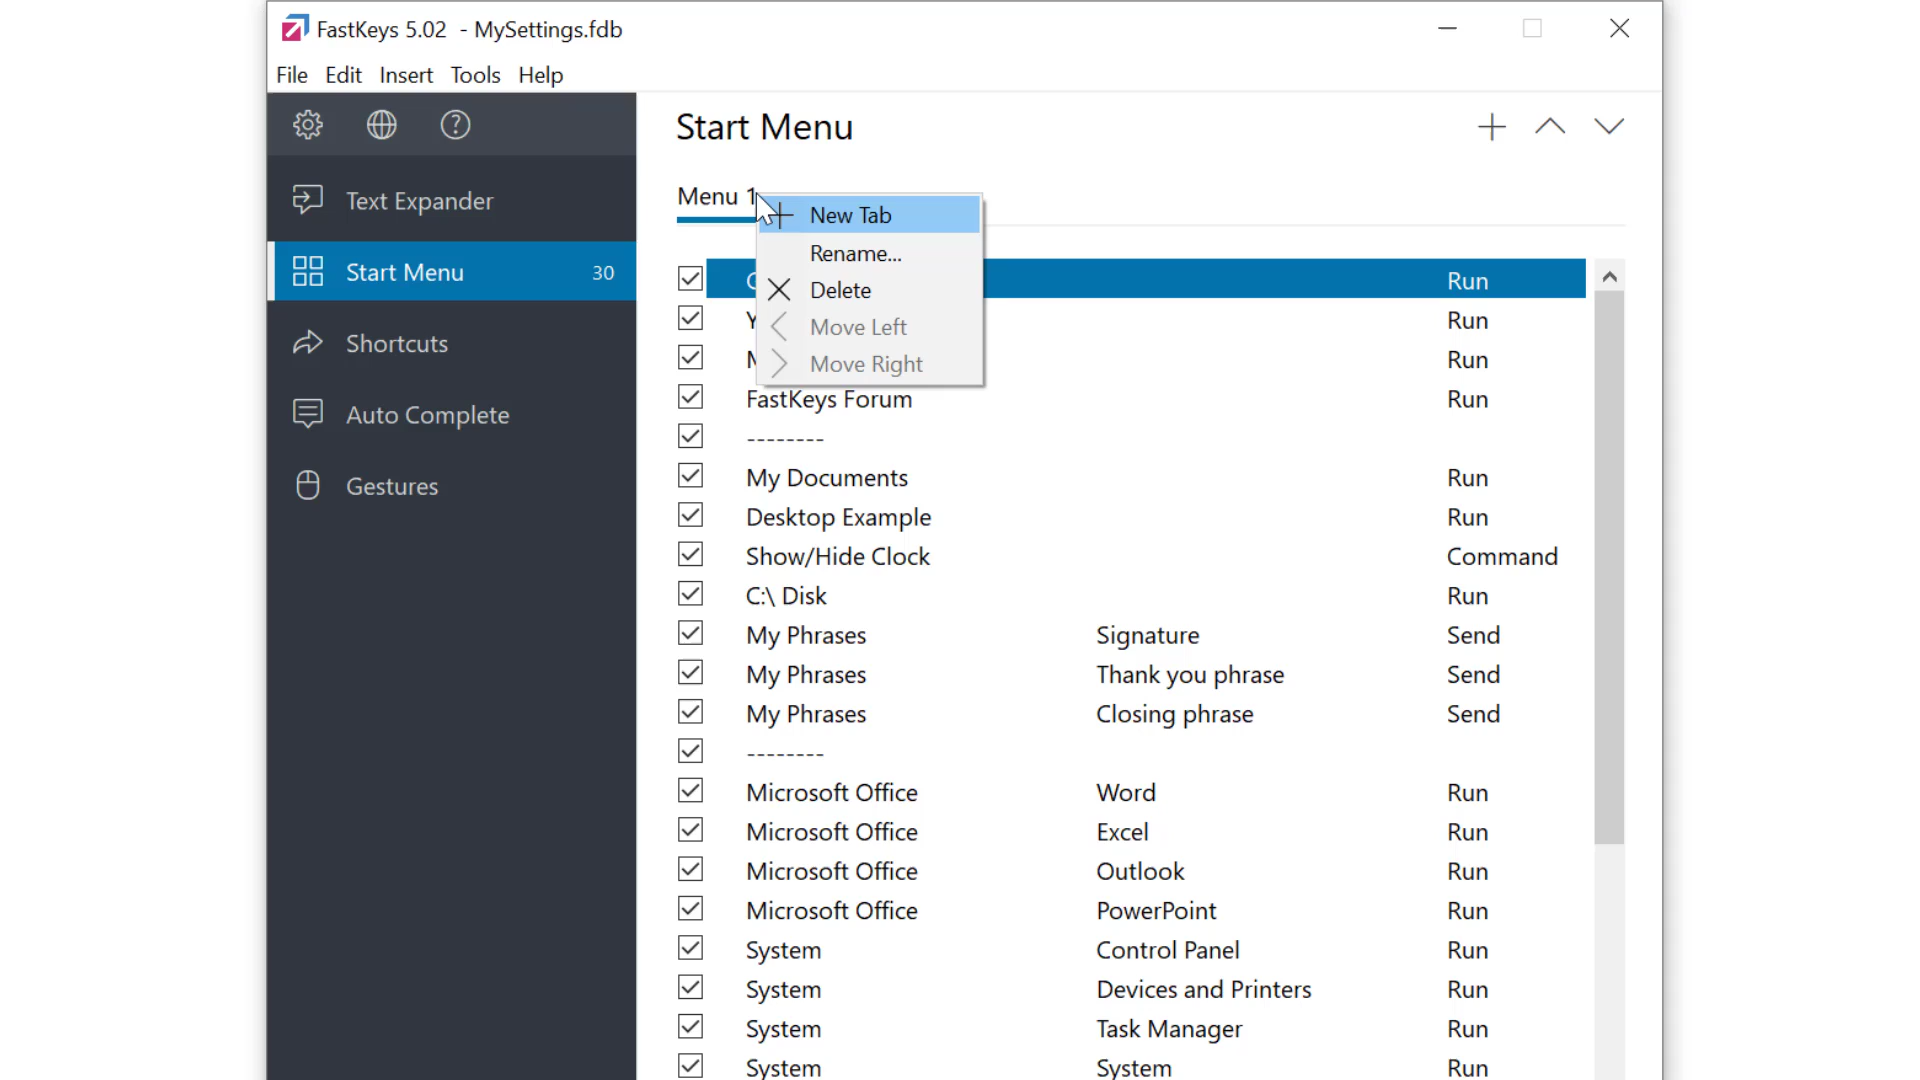 FastKeys 5.02 - MySettings.fdb
File Edit Insert Tools Help
Start Menu
Text Expander
Start Menu 30
Shortcuts
Auto Complete
Gestures
Menu 1
New Tab
Rename...
Delete
Move Left
Move Right
Run
Run
Run
FastKeys Forum Run
--------
My Documents Run
Desktop Example Run
Show/Hide Clock Command
C:\ Disk Run
My Phrases Signature Send
My Phrases Thank you phrase Send
My Phrases Closing phrase Send
--------
Microsoft Office Word Run
Microsoft Office Excel Run
Microsoft Office Outlook Run
Microsoft Office PowerPoint Run
System Control Panel Run
System Devices and Printers Run
System Task Manager Run
System System Run